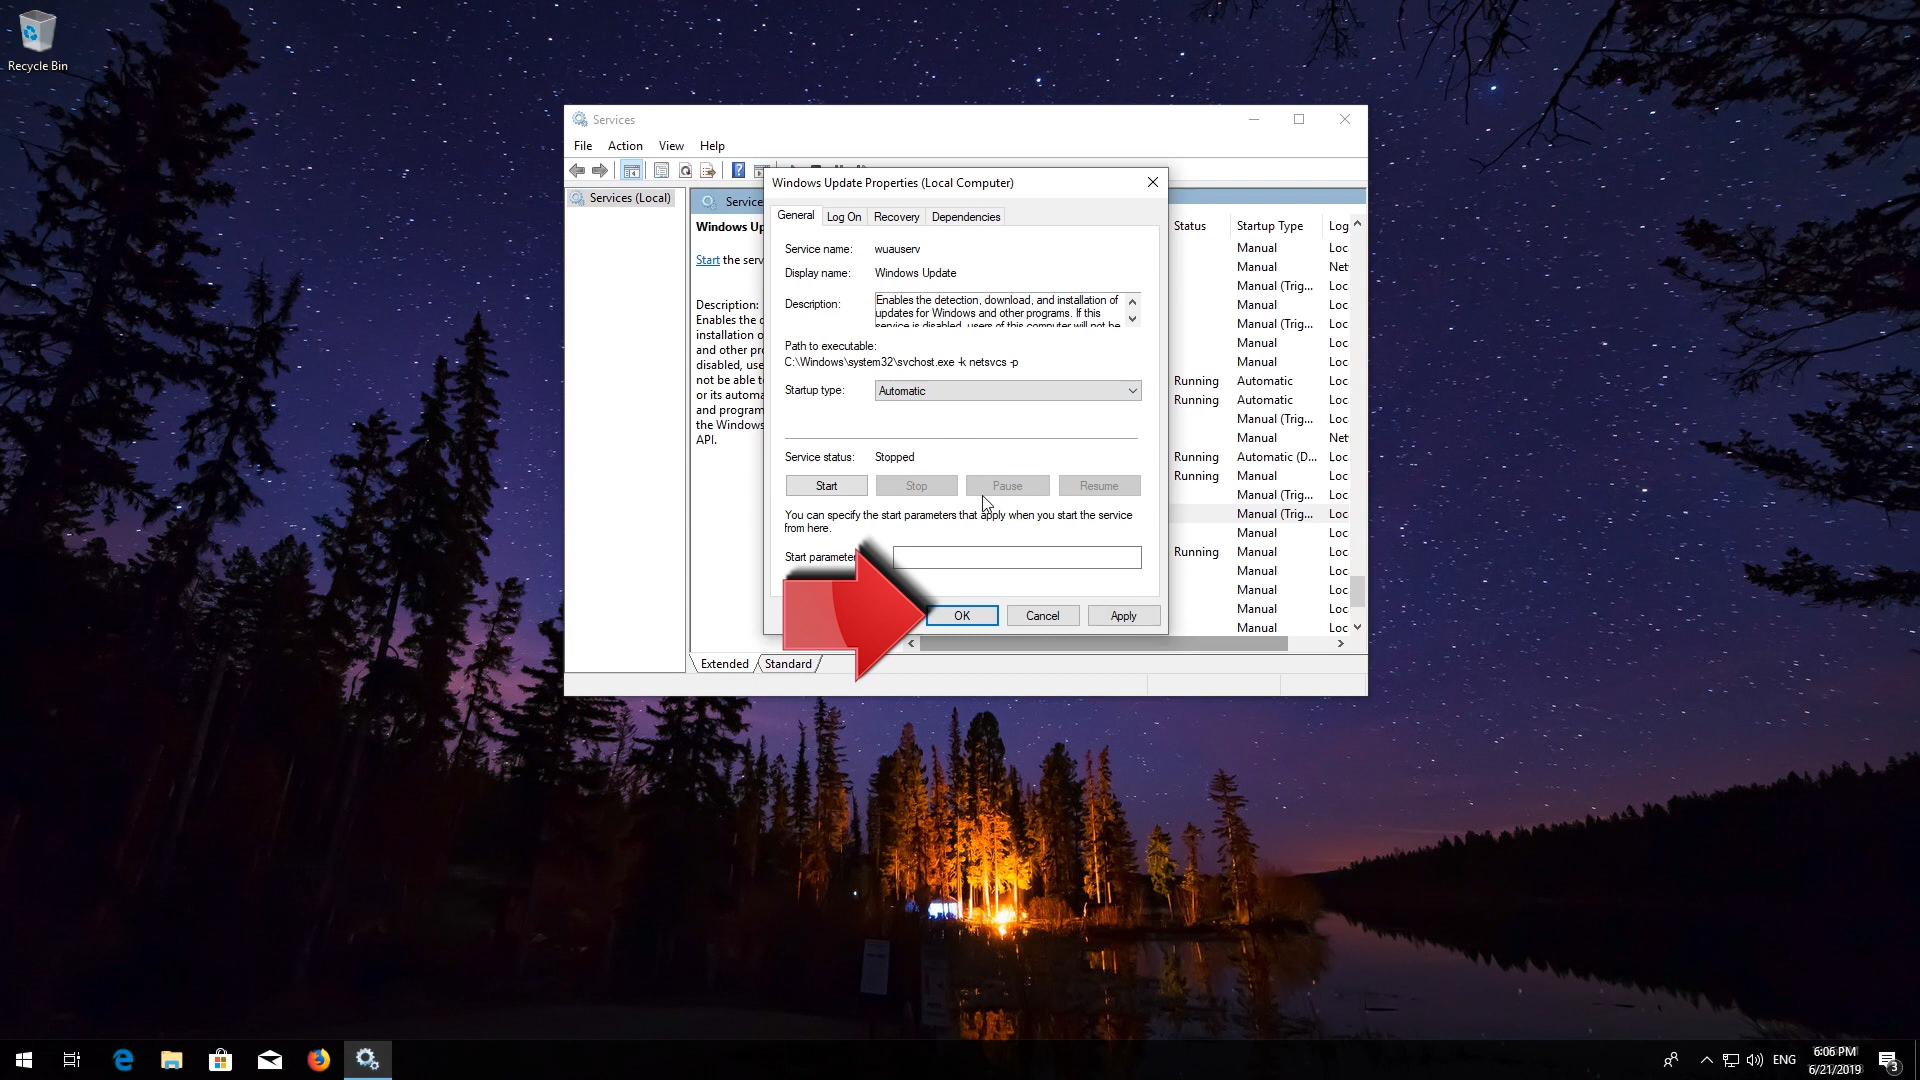 Recycle Bin
Services
File Action View Help
Services (Local)
Service
Windows Up
Start the serv
Description:
Enables the d
installation o
and other pro
disabled, use
not be able to
or its automa
and program
the Windows
API.
Windows Update Properties (Local Computer)
General Log On Recovery Dependencies
Service name: wuauserv
Display name: Windows Update
Description: Enables the detection, download, and installation of
updates for Windows and other programs. If this
service is disabled, users of this computer will not be
Path to executable:
C:\Windows\system32\svchost.exe -k netsvcs -p
Startup type: Automatic
Service status: Stopped
Start Stop Pause Resume
You can specify the start parameters that apply when you start the service
from here.
Start parameter
OK Cancel Apply
Status Startup Type Log
Manual Loc
Manual Net
Manual (Trig... Loc
Manual Loc
Manual (Trig... Loc
Manual Loc
Manual Loc
Running Automatic Loc
Running Automatic Loc
Manual (Trig... Loc
Manual Net
Running Automatic (D... Loc
Running Manual Loc
Manual (Trig... Loc
Manual (Trig... Loc
Manual Loc
Running Manual Loc
Manual Loc
Manual Loc
Manual Loc
Manual Loc
Extended Standard
ENG
6:06 PM
6/21/2019
3